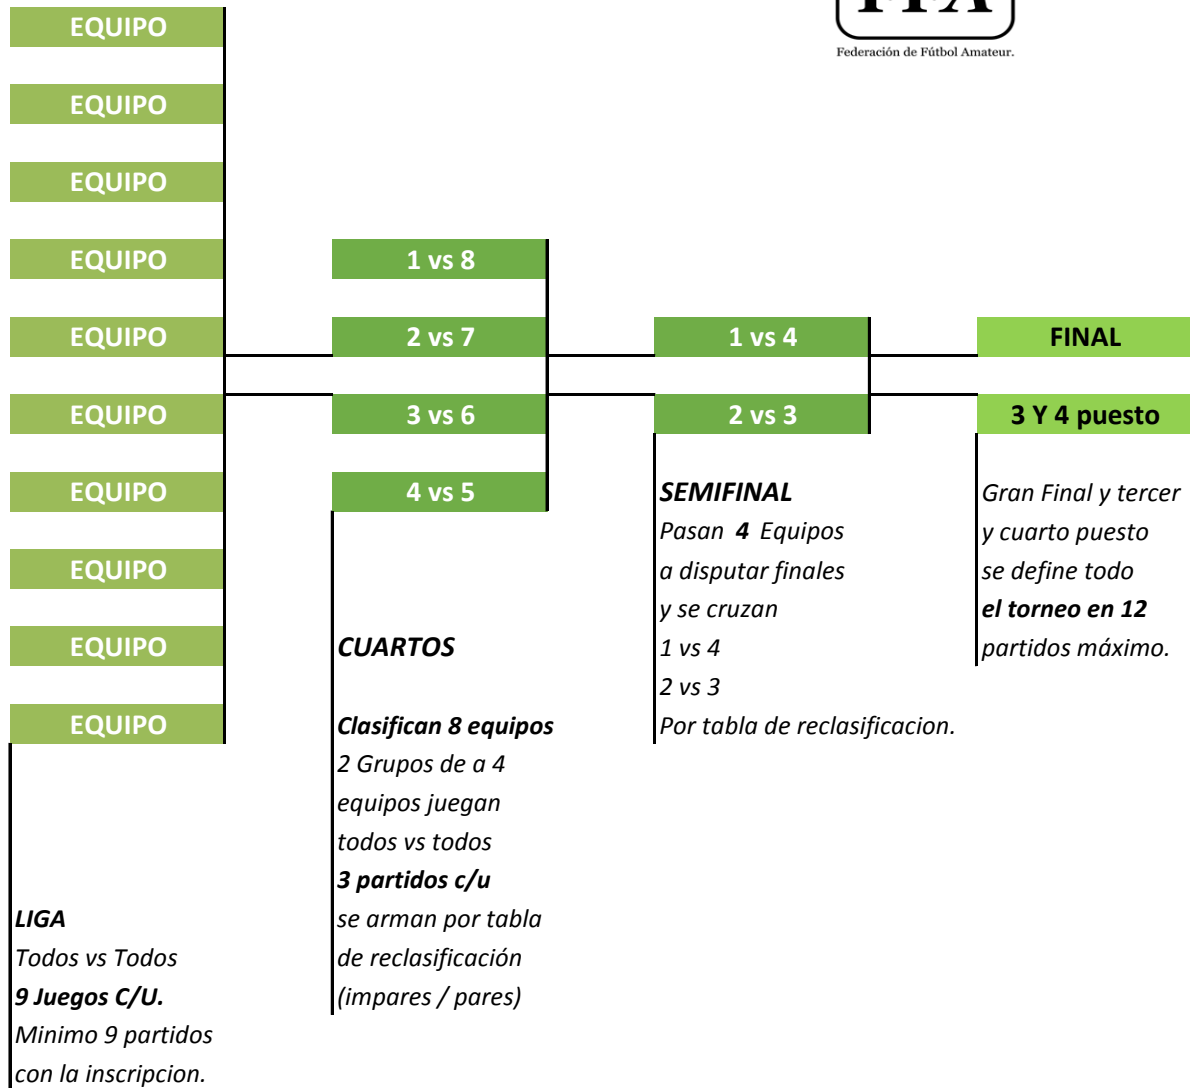 FFA
Federación de Fútbol Amateur.
EQUIPO
EQUIPO
EQUIPO
EQUIPO
EQUIPO
EQUIPO
EQUIPO
EQUIPO
EQUIPO
EQUIPO
LIGA
Todos vs Todos
9 Juegos C/U.
Minimo 9 partidos
con la inscripcion.
1 vs 8
2 vs 7
3 vs 6
4 vs 5
CUARTOS
Clasifican 8 equipos
2 Grupos de a 4
equipos juegan
todos vs todos
3 partidos c/u
se arman por tabla
de reclasificación
(impares / pares)
1 vs 4
2 vs 3
SEMIFINAL
Pasan 4 Equipos
a disputar finales
y se cruzan
1 vs 4
2 vs 3
Por tabla de reclasificacion.
FINAL
3 Y 4 puesto
Gran Final y tercer
y cuarto puesto
se define todo
el torneo en 12
partidos máximo.